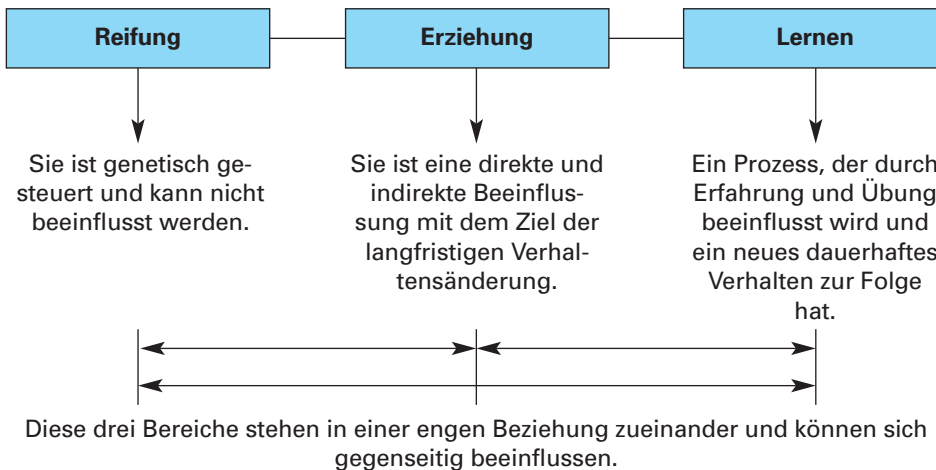 Reifung
Erziehung
Lernen
Sie ist genetisch ge-
steuert und kann nicht
beeinflusst werden.
Sie ist eine direkte und
indirekte Beeinflus-
sung mit dem Ziel der
langfristigen Verhal-
tensänderung.
Ein Prozess, der durch
Erfahrung und Übung
beeinflusst wird und
ein neues dauerhaftes
Verhalten zur Folge
hat.
Diese drei Bereiche stehen in einer engen Beziehung zueinander und können sich
gegenseitig beeinflussen.